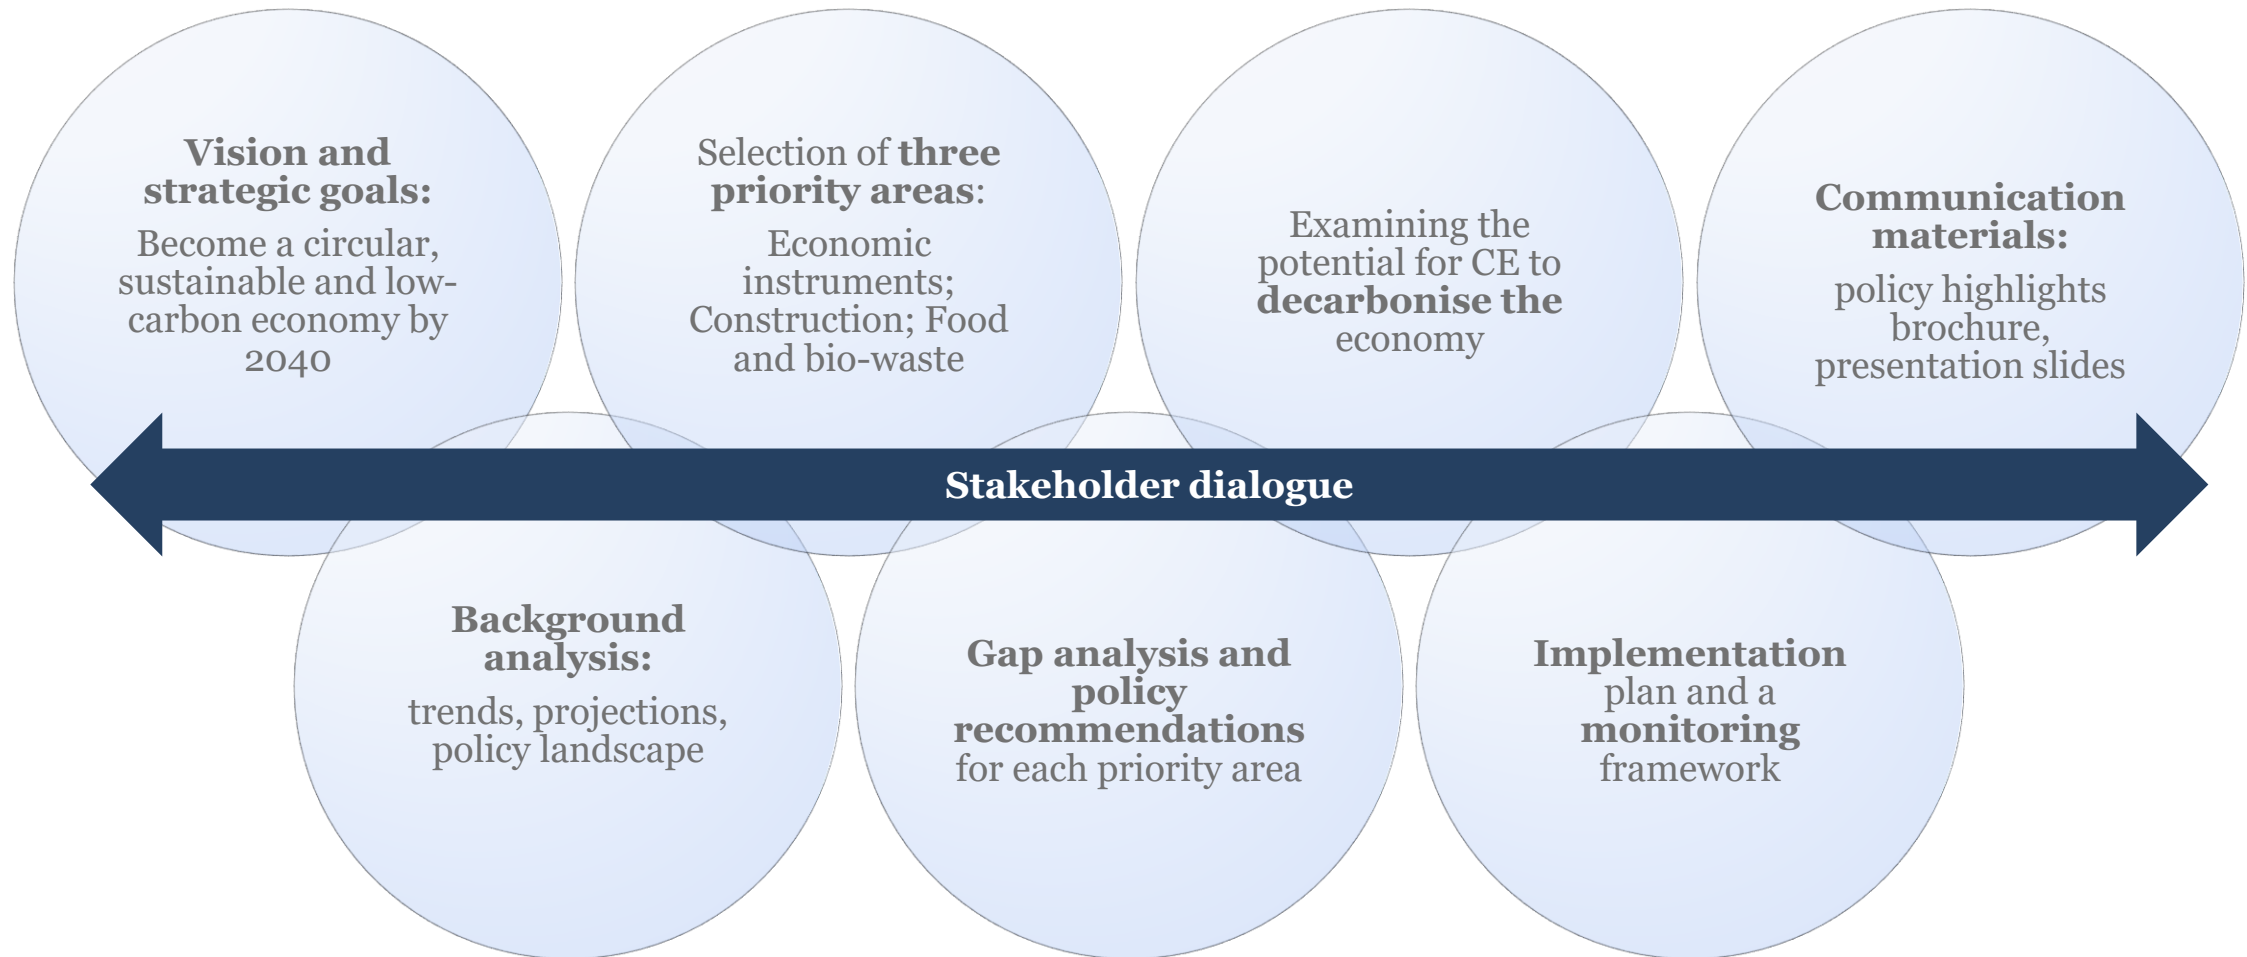 Vision and
strategic goals:
Become a circular,
sustainable and low-
carbon economy by
2040
Selection of three
priority areas:
Economic
instruments;
Construction; Food
and bio-waste
Examining the
potential for CE to
decarbonise the
economy
Communication
materials:
policy highlights
brochure,
presentation slides
Stakeholder dialogue
Background
analysis:
trends, projections,
policy landscape
Gap analysis and
policy
recommendations
for each priority area
Implementation
plan and a
monitoring
framework